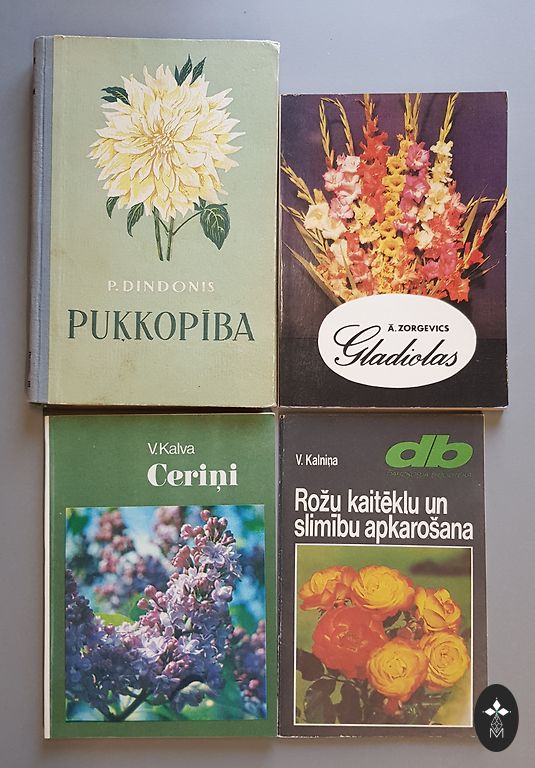 P. DINDONIS
PUĶKOPĪBA
Ā. ZORGEVICS
Gladiolas
V. Kalva
Ceriņi
db
V. Kalniņa
Rožu kaitēkļu un
slimību apkarošana
M